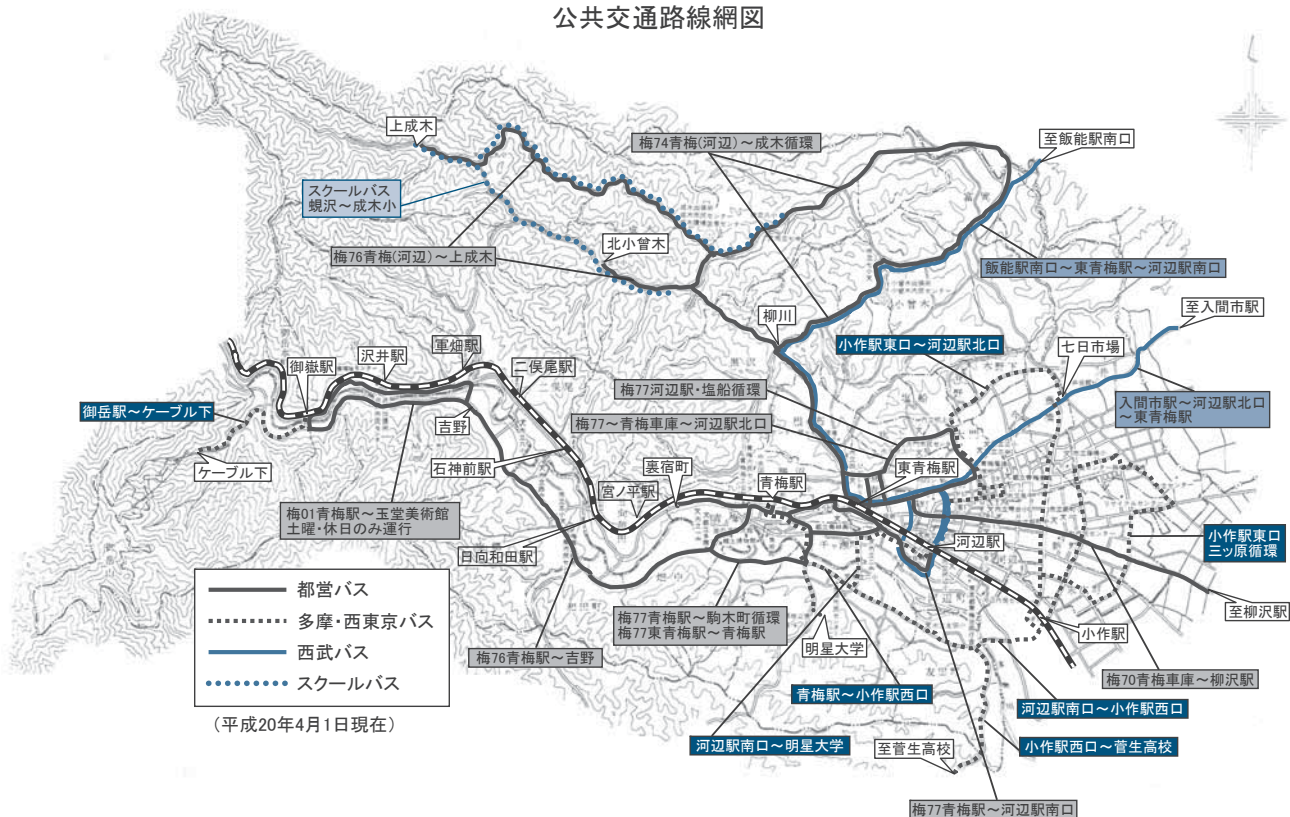 公共交通路線網図
上成木
梅74青梅(河辺)～成木循環
至飯能駅南口
スクールバス
蜆沢～成木小
梅76青梅(河辺)～上成木
北小曾木
飯能駅南口～東青梅駅～河辺駅南口
柳川
至入間市駅
小作駅東口～河辺駅北口
七日市場
御嶽駅
沢井駅
軍畑駅
二俣尾駅
梅77河辺駅・塩船循環
入間市駅～河辺駅北口
～東青梅駅
御岳駅～ケーブル下
吉野
梅77～青梅車庫～河辺駅北口
ケーブル下
石神前駅
裏宿町
宮ノ平駅
青梅駅
東青梅駅
梅01青梅駅～玉堂美術館
土曜・休日のみ運行
日向和田駅
河辺駅
小作駅東口
三ッ原循環
都営バス
多摩・西東京バス
西武バス
スクールバス
(平成20年4月1日現在)
梅77青梅駅～駒木町循環
梅77東青梅駅～青梅駅
梅76青梅駅～吉野
明星大学
小作駅
至柳沢駅
梅70青梅車庫～柳沢駅
青梅駅～小作駅西口
河辺駅南口～小作駅西口
河辺駅南口～明星大学
小作駅西口～菅生高校
至菅生高校
梅77青梅駅～河辺駅南口